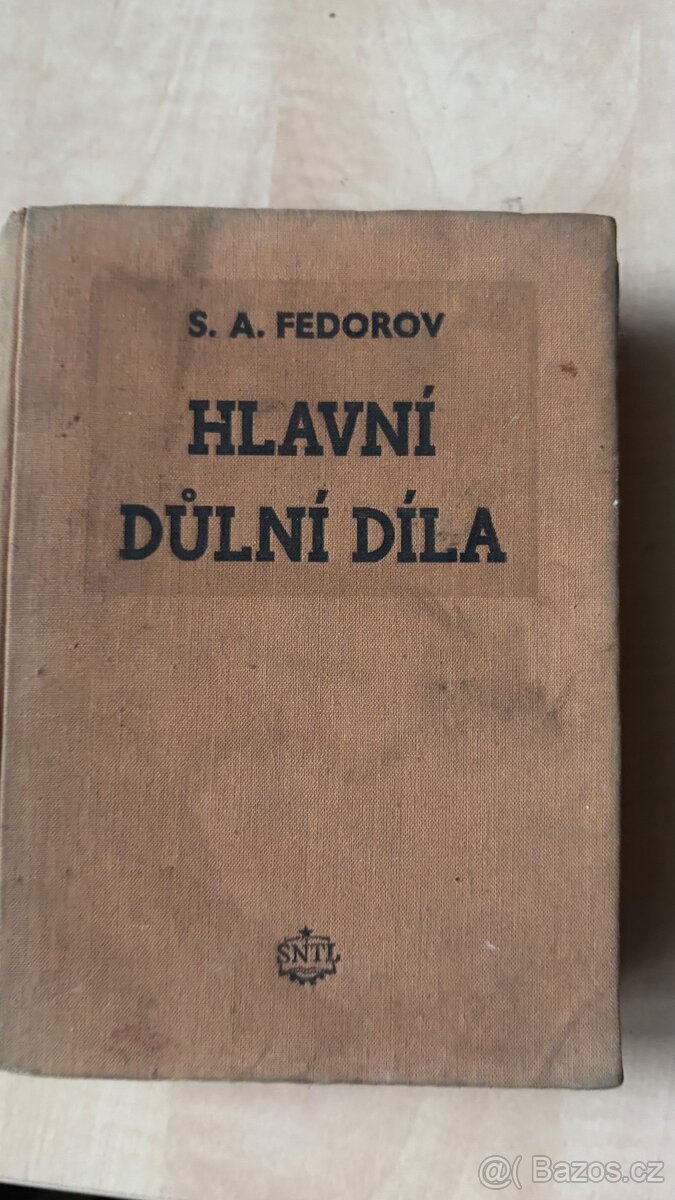 S. A. FEDOROV
HLAVNÍ
DŮLNÍ DÍLA
SNTL
@( Bazos.cz